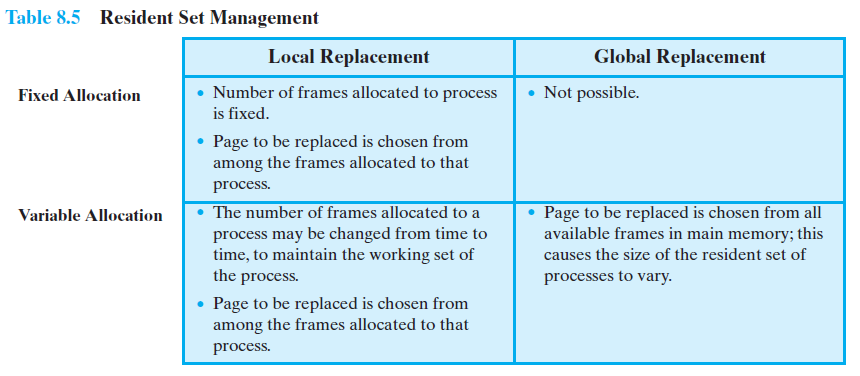 Table 8.5 Resident Set Management
Local Replacement
Global Replacement
Fixed Allocation
• Number of frames allocated to process
is fixed.
• Page to be replaced is chosen from
among the frames allocated to that
process.
• Not possible.
Variable Allocation
• The number of frames allocated to a
process may be changed from time to
time, to maintain the working set of
the process.
• Page to be replaced is chosen from
among the frames allocated to that
process.
• Page to be replaced is chosen from all
available frames in main memory; this
causes the size of the resident set of
processes to vary.